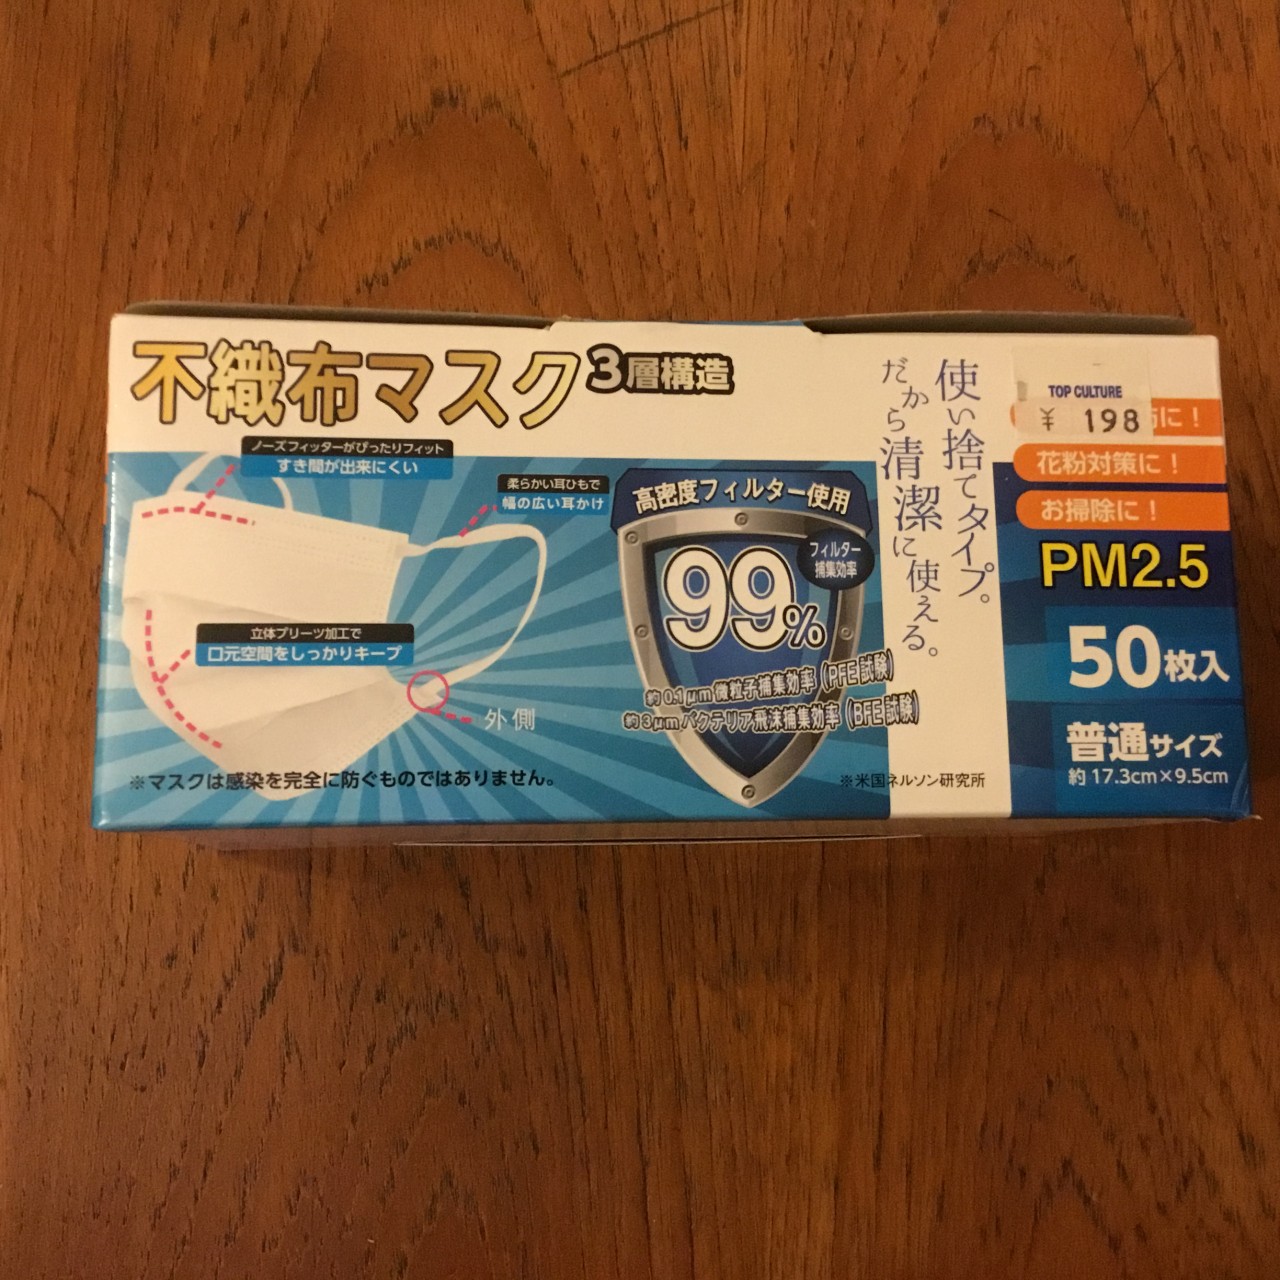 不織布マスク 3層構造
ノーズフィッターがぴったりフィット
すき間が出来にくい
柔らかい耳ひもで
幅の広い耳かけ
立体プリーツ加工で
口元空間をしっかりキープ
外側
※マスクは感染を完全に防ぐものではありません。
高密度フィルター使用
99%
フィルター
捕集効率
約0.1μm 微粒子捕集効率（PFE試験）
約3μm バクテリア飛沫捕集効率（BFE試験）
※米国ネルソン研究所
使い捨てタイプ。
だから清潔に使える。
TOP CULTURE
¥ 198
に！
花粉対策に！
お掃除に！
PM2.5
50枚入
普通サイズ
約 17.3cm×9.5cm